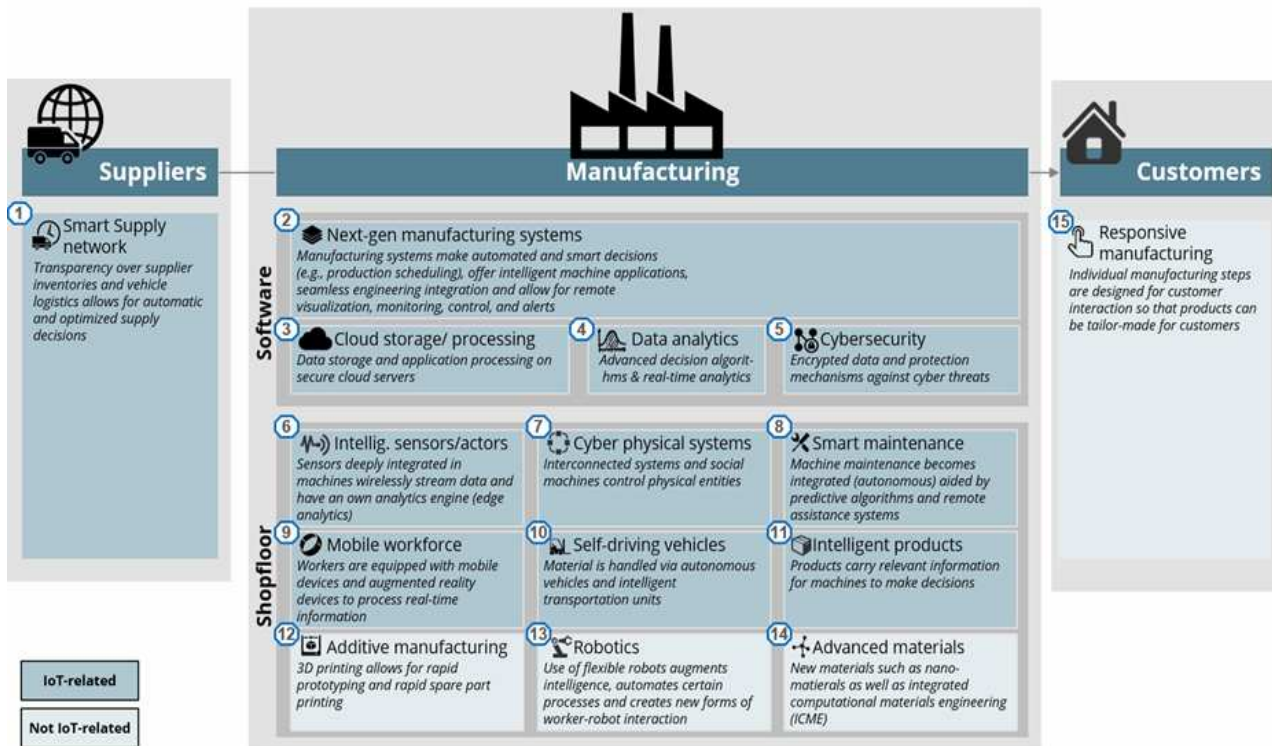 Suppliers
Manufacturing
Customers
1
Smart Supply
network
Transparency over supplier
inventories and vehicle
logistics allows for automatic
and optimized supply
decisions
Software
2
Next-gen manufacturing systems
Manufacturing systems make automated and smart decisions
(e.g., production scheduling), offer intelligent machine applications,
seamless engineering integration and allow for remote
visualization, monitoring, control, and alerts
3
Cloud storage/ processing
Data storage and application processing on
secure cloud servers
4
Data analytics
Advanced decision algorit-
hms & real-time analytics
5
Cybersecurity
Encrypted data and protection
mechanisms against cyber threats
Shopfloor
6
Intellig. sensors/actors
Sensors deeply integrated in
machines wirelessly stream data and
have an own analytics engine (edge
analytics)
7
Cyber physical systems
Interconnected systems and social
machines control physical entities
8
Smart maintenance
Machine maintenance becomes
integrated (autonomous) aided by
predictive algorithms and remote
assistance systems
9
Mobile workforce
Workers are equipped with mobile
devices and augmented reality
devices to process real-time
information
10
Self-driving vehicles
Material is handled via autonomous
vehicles and intelligent
transportation units
11
Intelligent products
Products carry relevant information
for machines to make decisions
12
Additive manufacturing
3D printing allows for rapid
prototyping and rapid spare part
printing
13
Robotics
Use of flexible robots augments
intelligence, automates certain
processes and creates new forms of
worker-robot interaction
14
Advanced materials
New materials such as nano-
matierals as well as integrated
computational materials engineering
(ICME)
15
Responsive
manufacturing
Individual manufacturing steps
are designed for customer
interaction so that products can
be tailor-made for customers
IoT-related
Not IoT-related